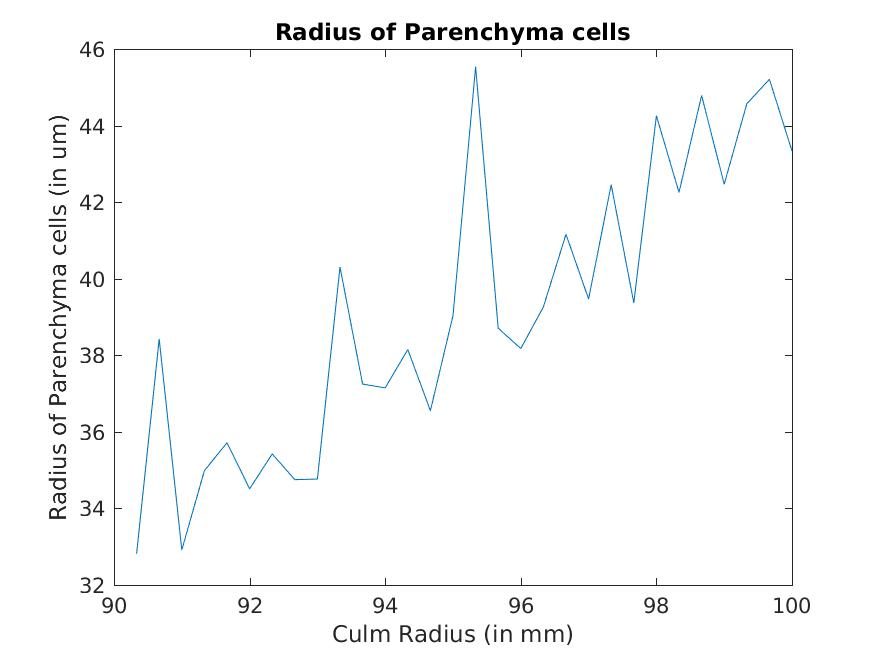 Radius of Parenchyma cells
46
44
42
40
38
36
34
32
Radius of Parenchyma cells (in um)
90 92 94 96 98 100
Culm Radius (in mm)